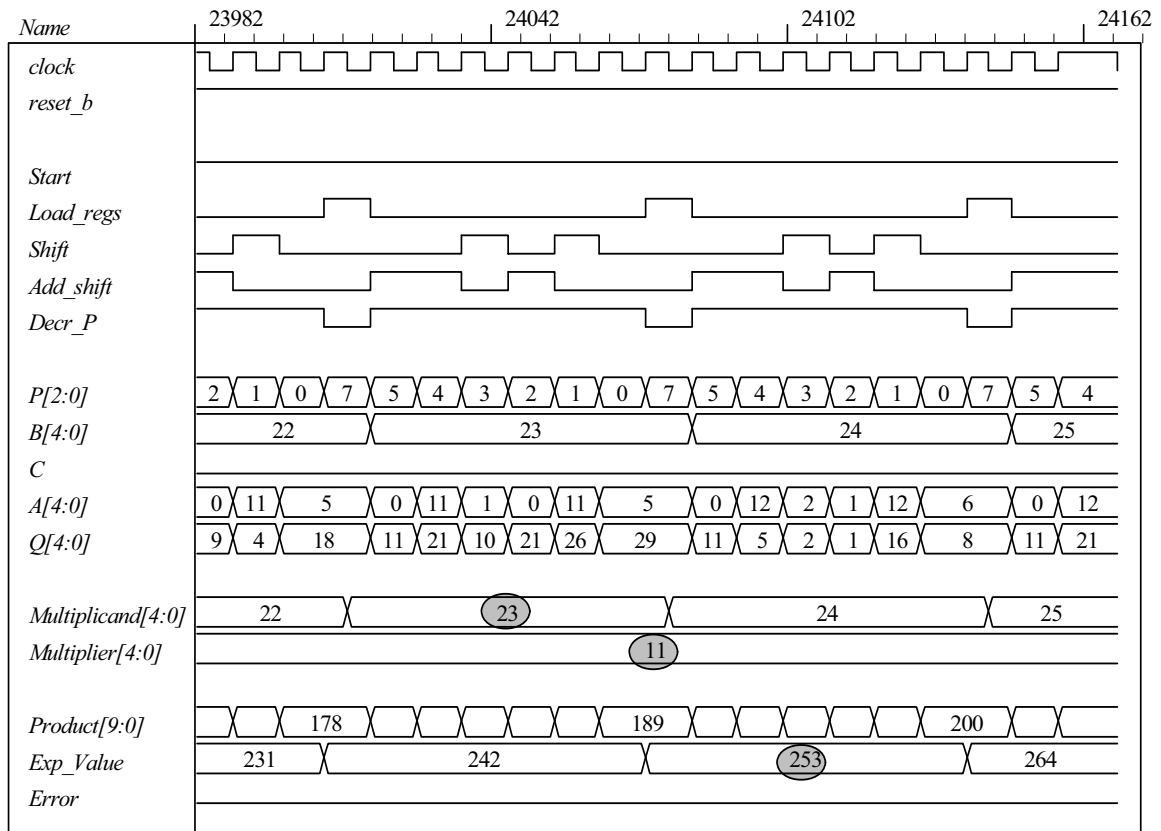 Name 23982 24042 24102 24162
clock
reset_b
Start
Load_regs
Shift
Add_shift
Decr_P
P[2:0] 2 1 0 7 5 4 3 2 1 0 7 5 4 3 2 1 0 7 5 4
B[4:0] 22 23 24 25
C
A[4:0] 0 11 5 0 11 1 0 11 5 0 12 2 1 12 6 0 12
Q[4:0] 9 4 18 11 21 10 21 26 29 11 5 2 1 16 8 11 21
Multiplicand[4:0] 22 23 24 25
Multiplier[4:0] 11
Product[9:0] 178 189 200
Exp_Value 231 242 253 264
Error